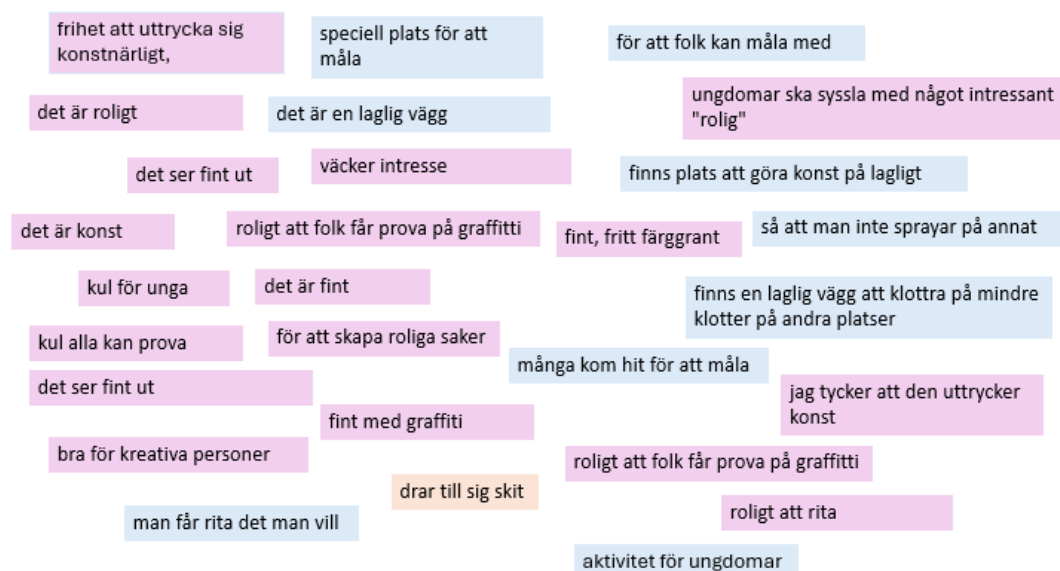 frihet att uttrycka sig
konstnärligt,
speciell plats för att
måla
för att folk kan måla med
det är roligt
det är en laglig vägg
ungdomar ska syssla med något intressant
"rolig"
det ser fint ut
väcker intresse
finns plats att göra konst på lagligt
det är konst
roligt att folk får prova på graffitti
fint, fritt färggrant
så att man inte sprayar på annat
kul för unga
det är fint
finns en laglig vägg att klottra på mindre
klotter på andra platser
kul alla kan prova
för att skapa roliga saker
många kom hit för att måla
det ser fint ut
jag tycker att den uttrycker
konst
fint med graffiti
bra för kreativa personer
roligt att folk får prova på graffitti
drar till sig skit
roligt att rita
man får rita det man vill
aktivitet för ungdomar